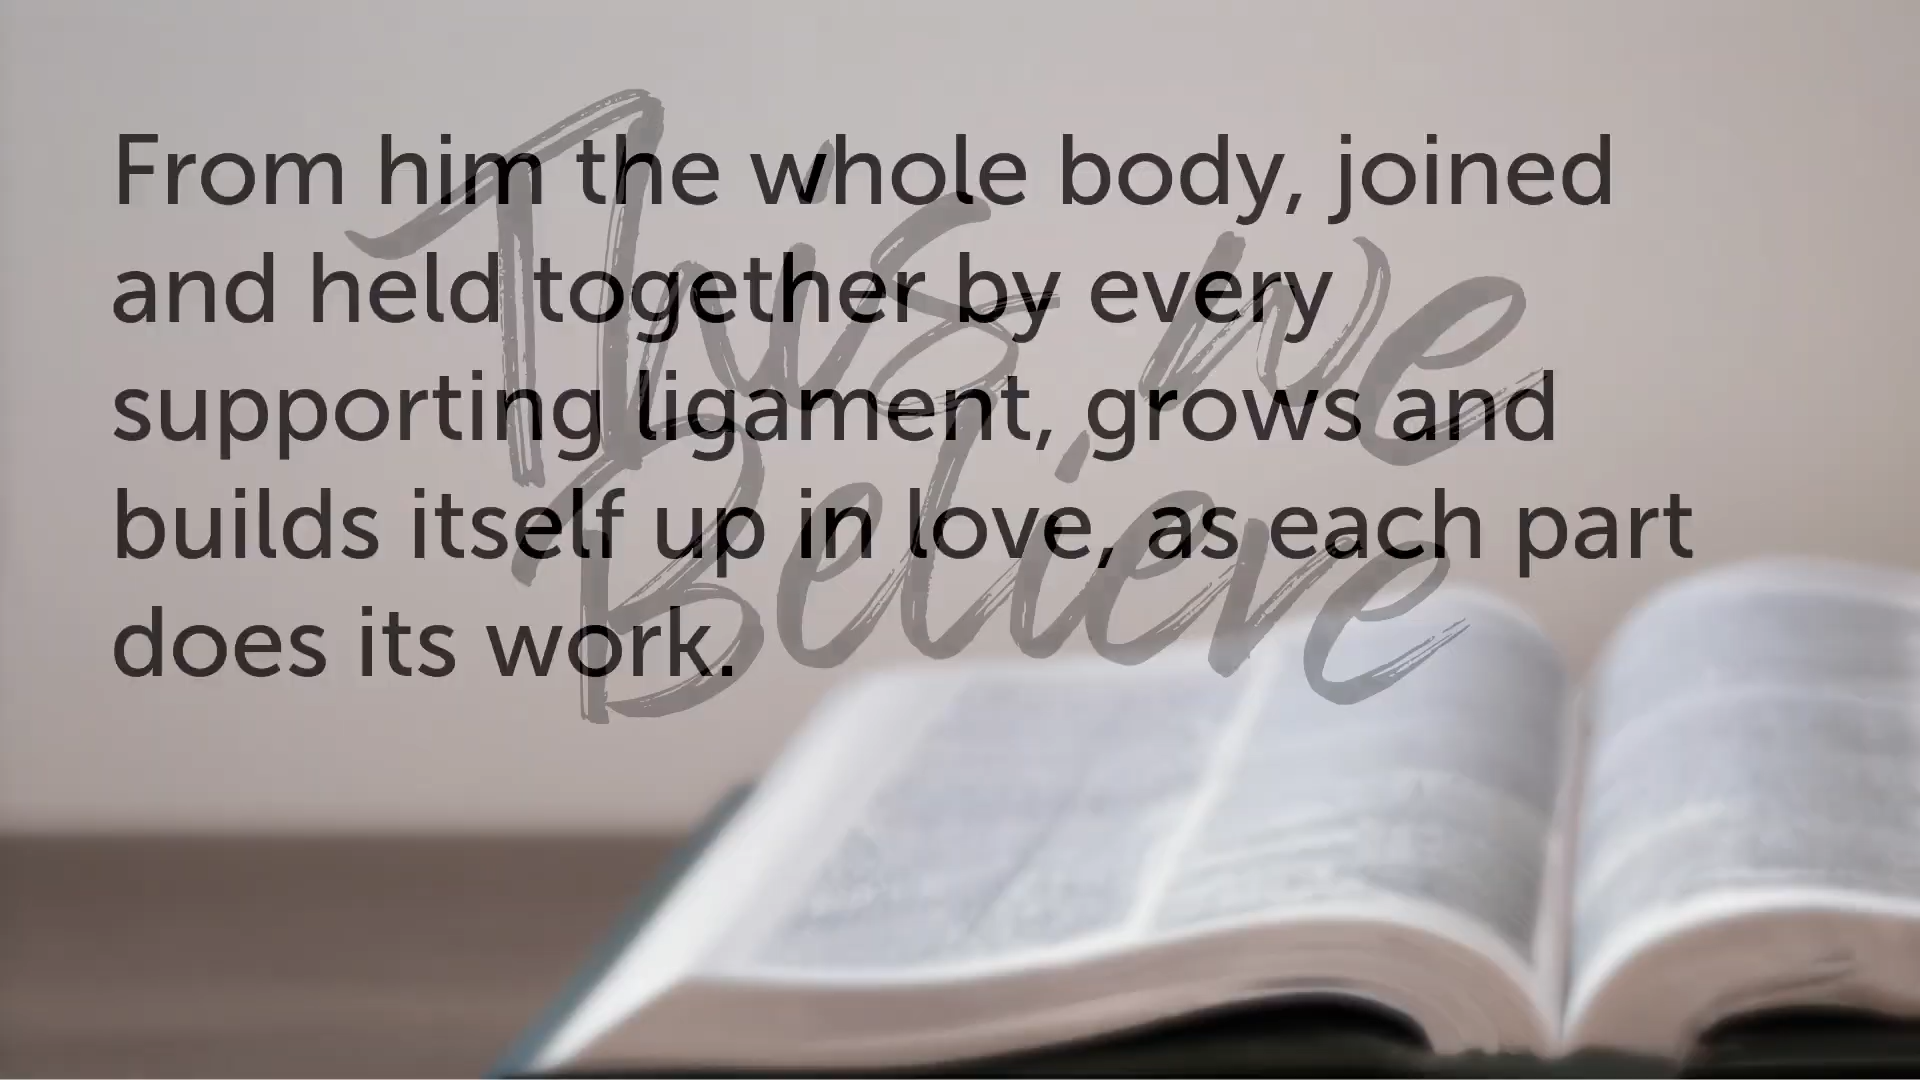 From him the whole body, joined
and held together by every
supporting ligament, grows and
builds itself up in love, as each part
does its work.
This we
Believe